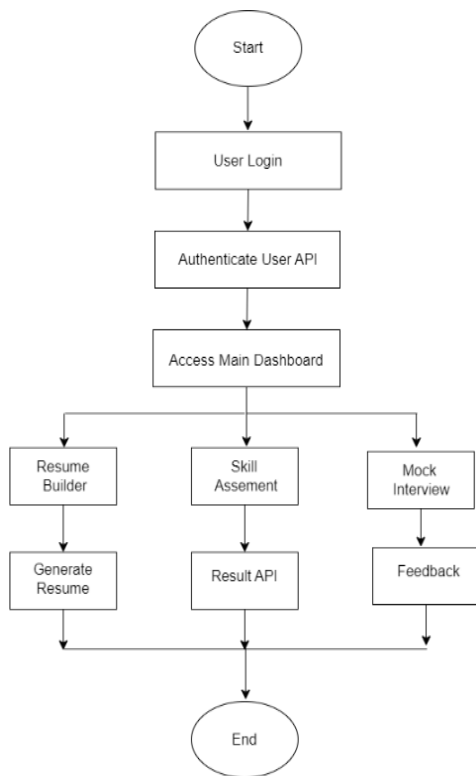 Start
User Login
Authenticate User API
Access Main Dashboard
Resume
Builder
Skill
Assement
Mock
Interview
Generate
Resume
Result API
Feedback
End